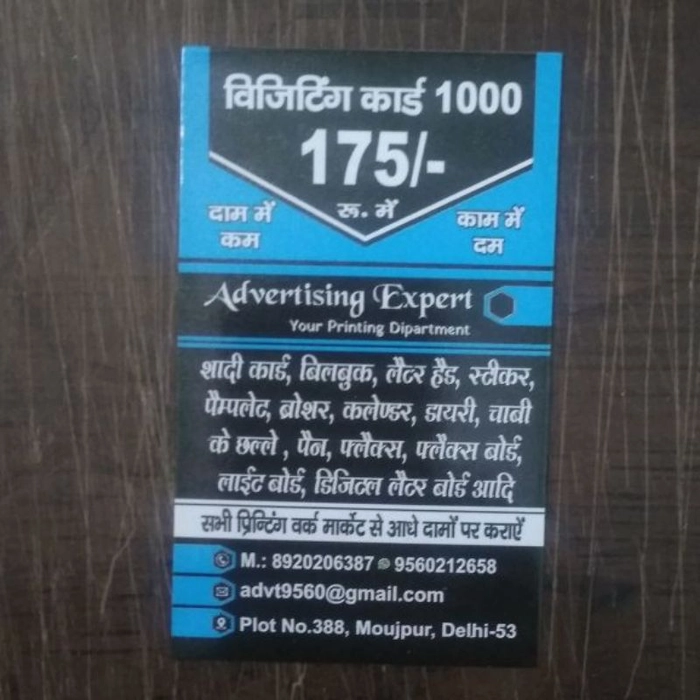 विजिटिंग कार्ड 1000
175/-
रू. में
दाम में
कम
काम में
दम
Advertising Expert
Your Printing Dipartment
शादी कार्ड, बिलबुक, लैटर हैड, स्टीकर,
पैम्पलेट, ब्रोशर, कलेण्डर, डायरी, चाबी
के छल्ले , पैन, फ्लैक्स, फ्लैक्स बोर्ड,
लाईट बोर्ड, डिजिटल लैटर बोर्ड आदि
सभी प्रिन्टिंग वर्क मार्केट से आधे दामों पर कराऐं
M.: 8920206387 9560212658
advt9560@gmail.com
Plot No.388, Moujpur, Delhi-53